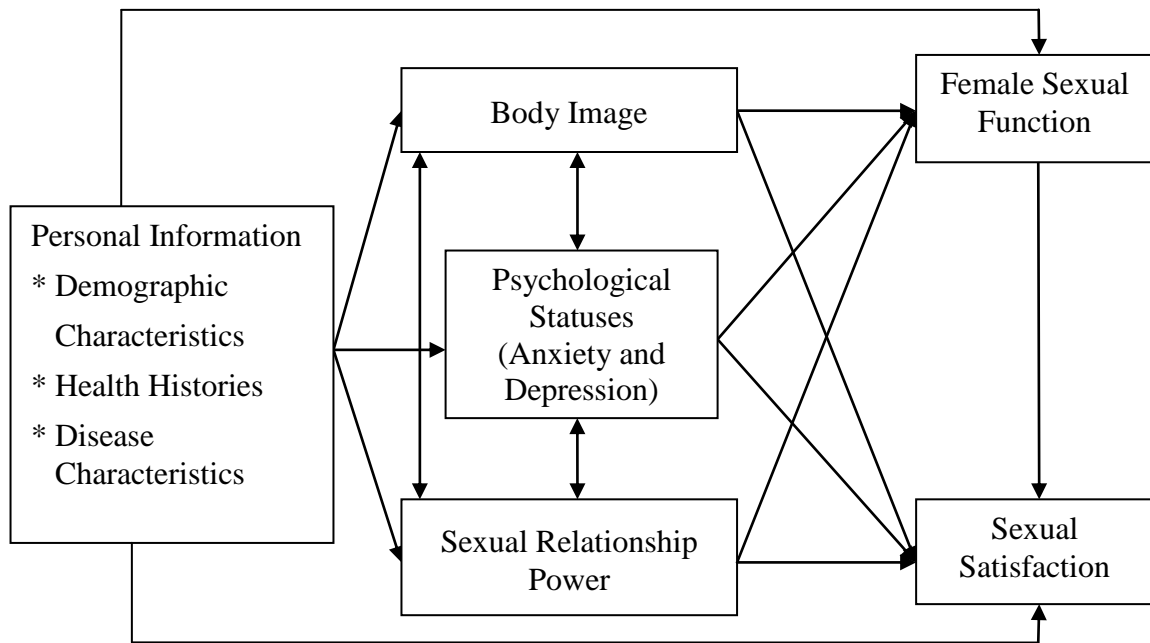 Personal Information
* Demographic
Characteristics
* Health Histories
* Disease
Characteristics
Body Image
Psychological
Statuses
(Anxiety and
Depression)
Sexual Relationship
Power
Female Sexual
Function
Sexual
Satisfaction